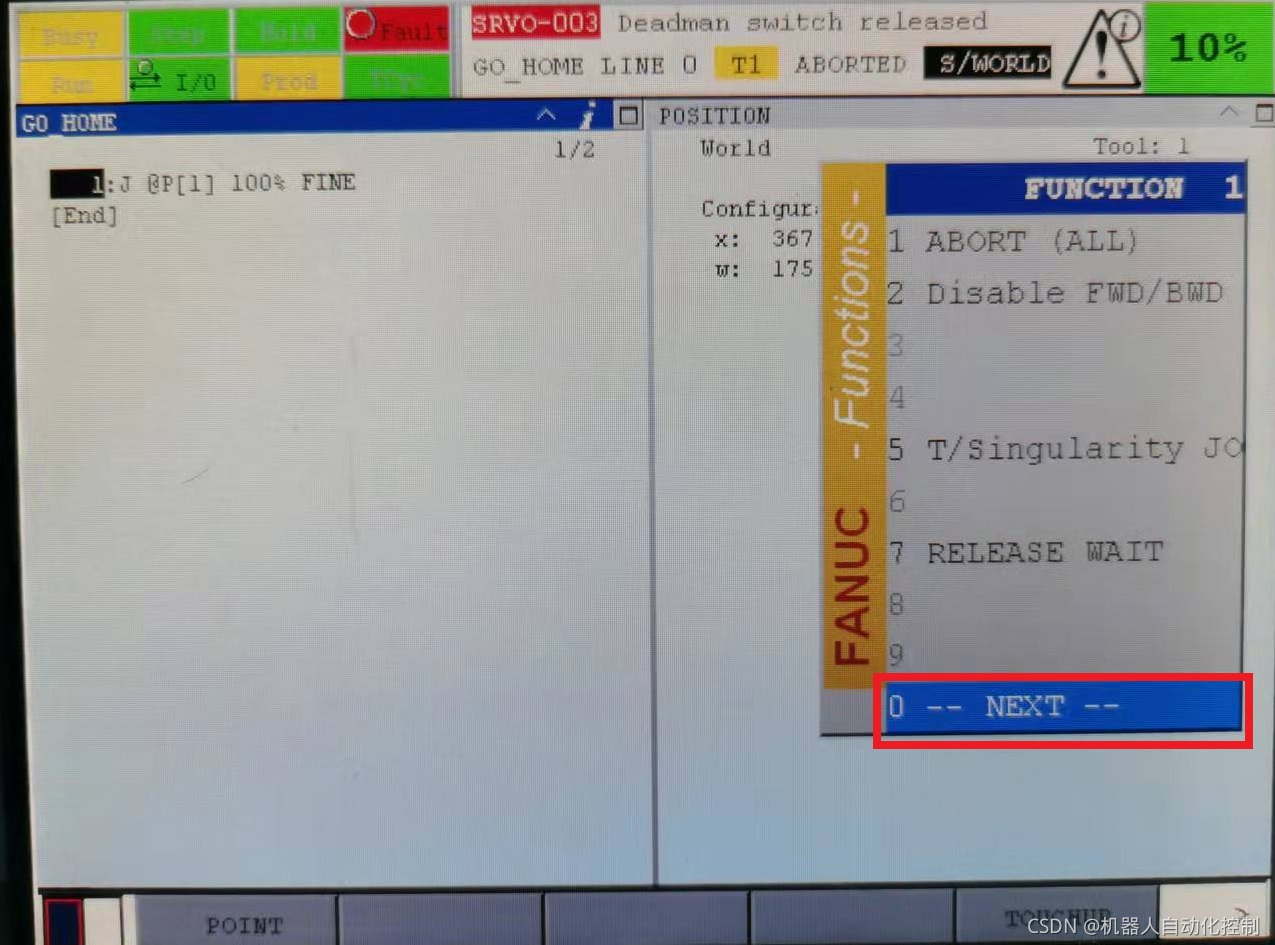 Busy Step Hold Fault
Run I/O Prod
SRVO-003 Deadman switch released
GO_HOME LINE 0 T1 ABORTED S/WORLD
10%
GO_HOME
1/2
1:J @P[1] 100% FINE
[End]
POSITION
World Tool: 1
Configur
x: 367
w: 175
FANUC - Functions -
FUNCTION 1
1 ABORT (ALL)
2 Disable FWD/BWD
3
4
5 T/Singularity JO
6
7 RELEASE WAIT
8
9
0 -- NEXT --
POINT TOUCHUP >
CSDN @机器人自动化控制